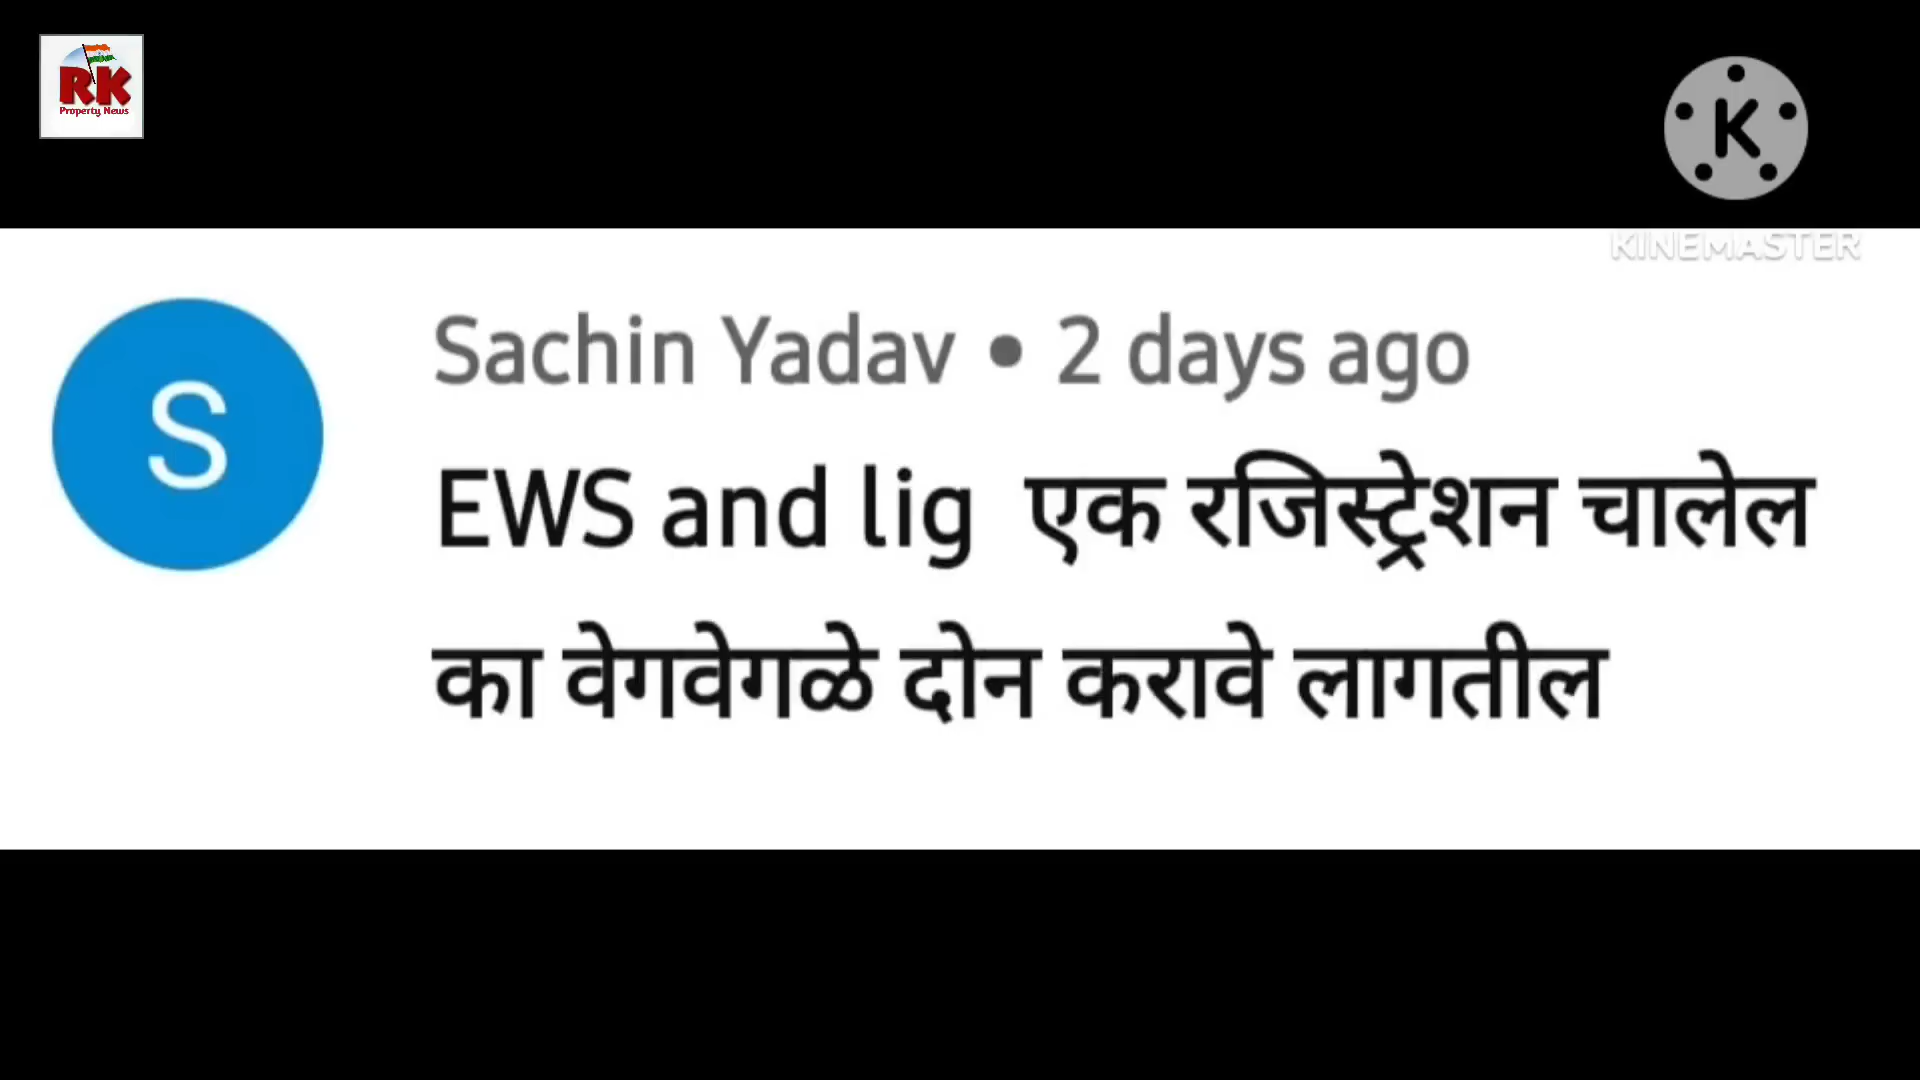 RK
Property News
K
KINEMASTER
Sachin Yadav • 2 days ago
EWS and lig एक रजिस्ट्रेशन चालेल
का वेगवेगळे दोन करावे लागतील
S